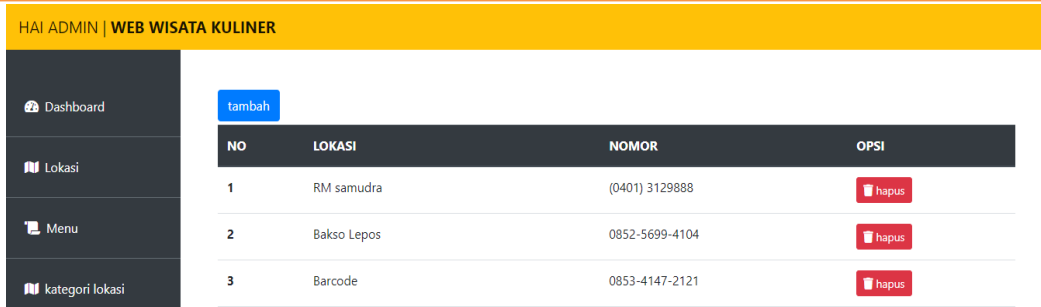 HAI ADMIN | WEB WISATA KULINER
Dashboard
Lokasi
Menu
kategori lokasi
tambah
NO LOKASI NOMOR OPSI
1 RM samudra (0401) 3129888 hapus
2 Bakso Lepos 0852-5699-4104 hapus
3 Barcode 0853-4147-2121 hapus